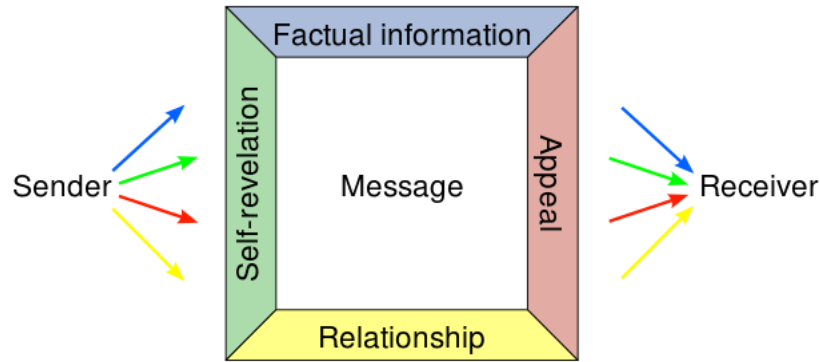 Factual information
Self-revelation
Sender
Message
Appeal
Receiver
Relationship